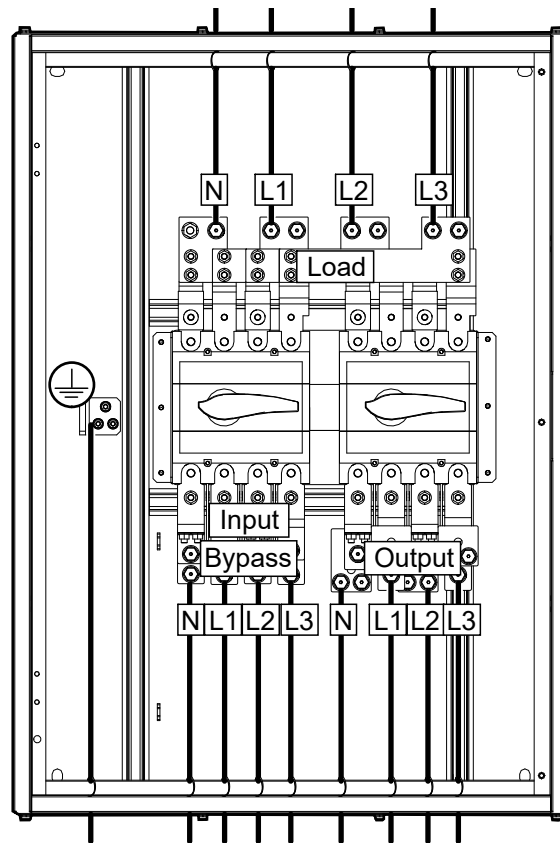 N L1 L2 L3
Load
Input
Bypass Output
N L1 L2 L3 N L1 L2 L3